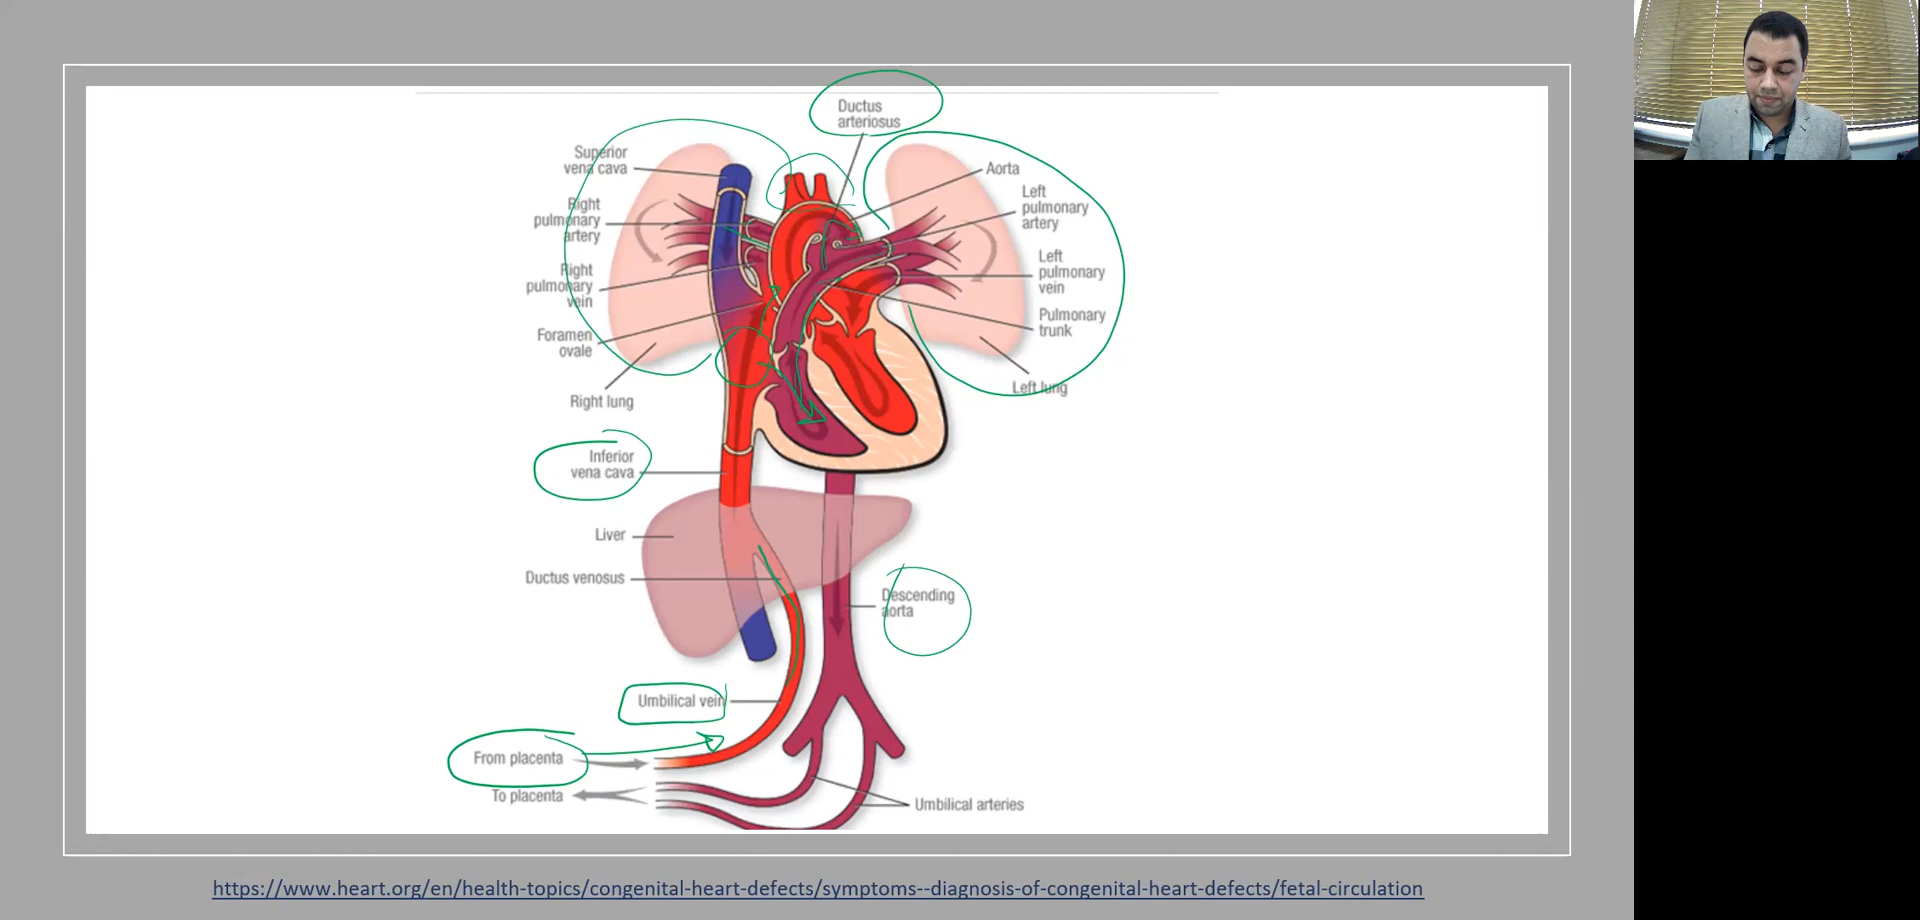 Ductus
arteriosus
Superior
vena cava
Right
pulmonary
artery
Right
pulmonary
vein
Foramen
ovale
Right lung
Aorta
Left
pulmonary
artery
Left
pulmonary
vein
Pulmonary
trunk
Left lung
Inferior
vena cava
Liver
Ductus venosus
Descending
aorta
Umbilical vein
From placenta
To placenta
Umbilical arteries
https://www.heart.org/en/health-topics/congenital-heart-defects/symptoms--diagnosis-of-congenital-heart-defects/fetal-circulation